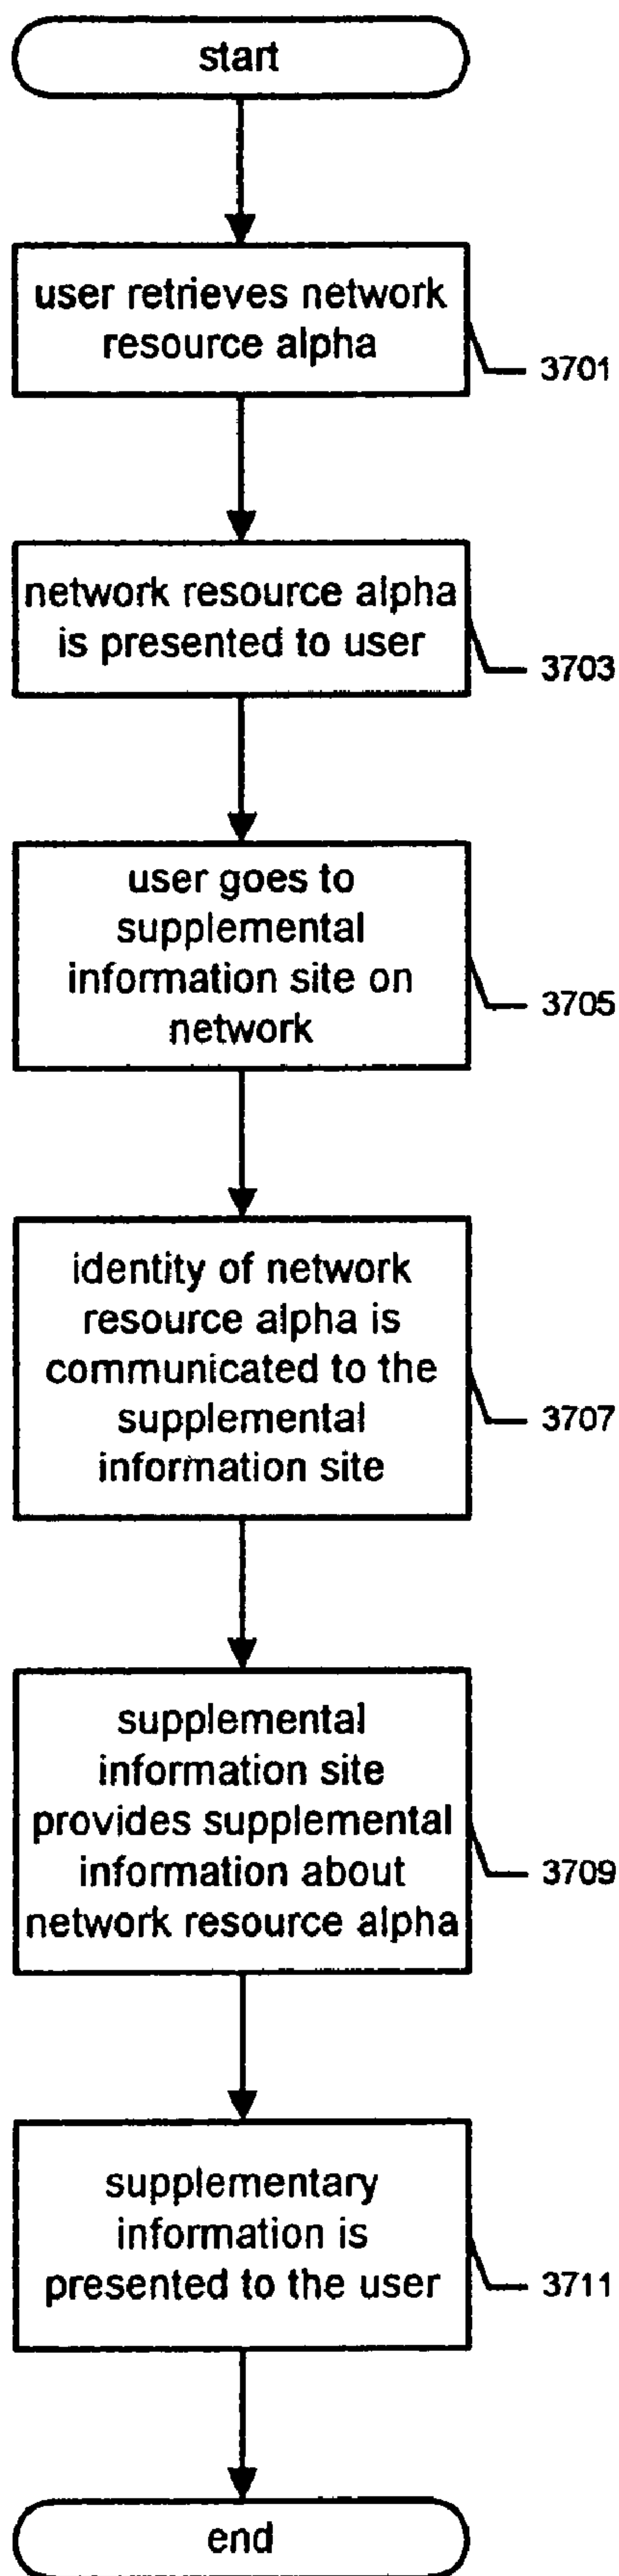 start
user retrieves network
resource alpha
3701
network resource alpha
is presented to user
3703
user goes to
supplemental
information site on
network
3705
identity of network
resource alpha is
communicated to the
supplemental
information site
3707
supplemental
information site
provides supplemental
information about
network resource alpha
3709
supplementary
information is
presented to the user
3711
end